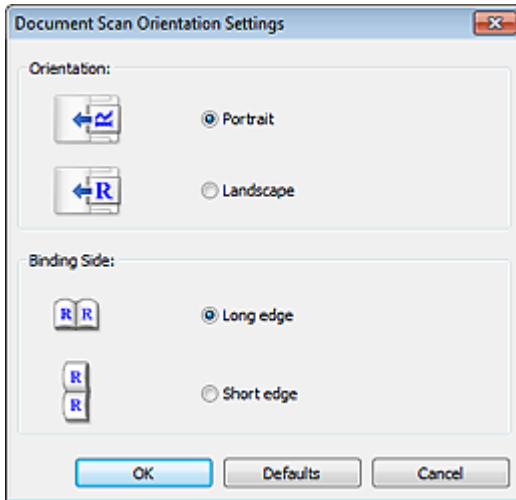 Document Scan Orientation Settings
Orientation:
R
Portrait
R
Landscape
Binding Side:
R R
Long edge
R
R
Short edge
OK Defaults Cancel